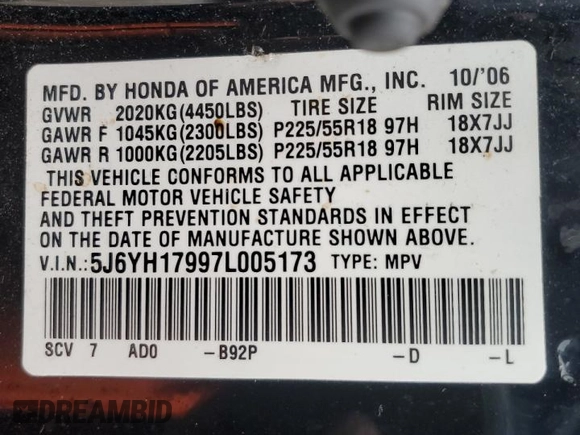 MFD. BY HONDA OF AMERICA MFG., INC. 10/'06
GVWR 2020KG(4450LBS) TIRE SIZE RIM SIZE
GAWR F 1045KG(2300LBS) P225/55R18 97H 18X7JJ
GAWR R 1000KG(2205LBS) P225/55R18 97H 18X7JJ
THIS VEHICLE CONFORMS TO ALL APPLICABLE
FEDERAL MOTOR VEHICLE SAFETY
AND THEFT PREVENTION STANDARDS IN EFFECT
ON THE DATE OF MANUFACTURE SHOWN ABOVE.
V.I.N.:5J6YH17997L005173 TYPE: MPV
SCV 7 ADO -B92P -D -L
DREAMBID